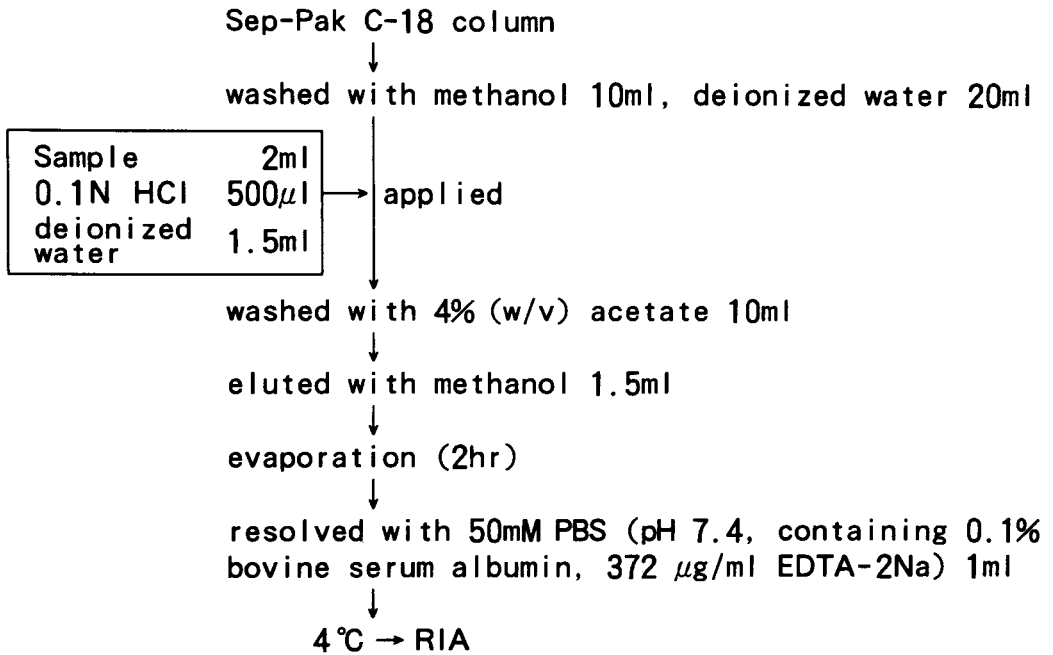 Sep-Pak C-18 column
washed with methanol 10ml, deionized water 20ml
Sample 2ml
0.1N HCl 500μl
deionized
water 1.5ml
applied
washed with 4% (w/v) acetate 10ml
eluted with methanol 1.5ml
evaporation (2hr)
resolved with 50mM PBS (pH 7.4, containing 0.1%
bovine serum albumin, 372 μg/ml EDTA-2Na) 1ml
4℃ → RIA